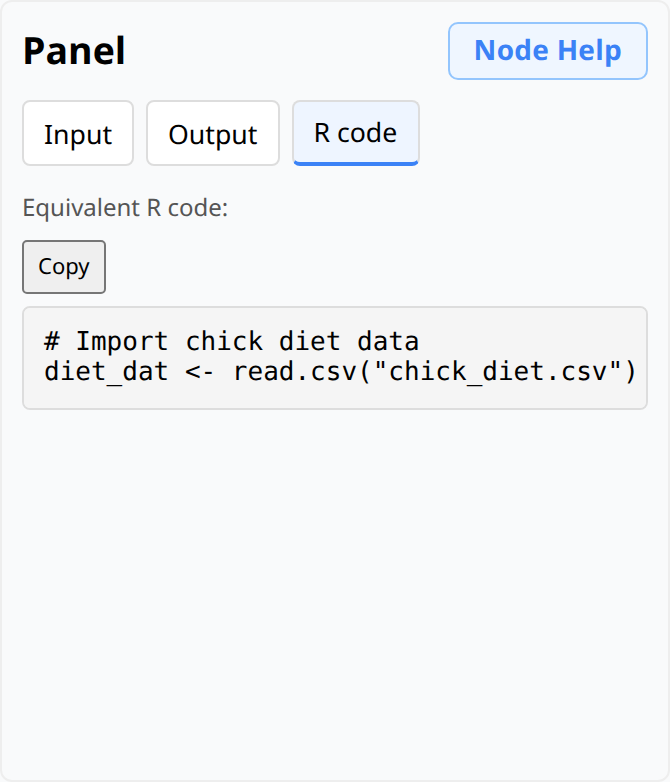 Panel
Node Help
Input
Output
R code
Equivalent R code:
Copy
# Import chick diet data
diet_dat <- read.csv("chick_diet.csv")